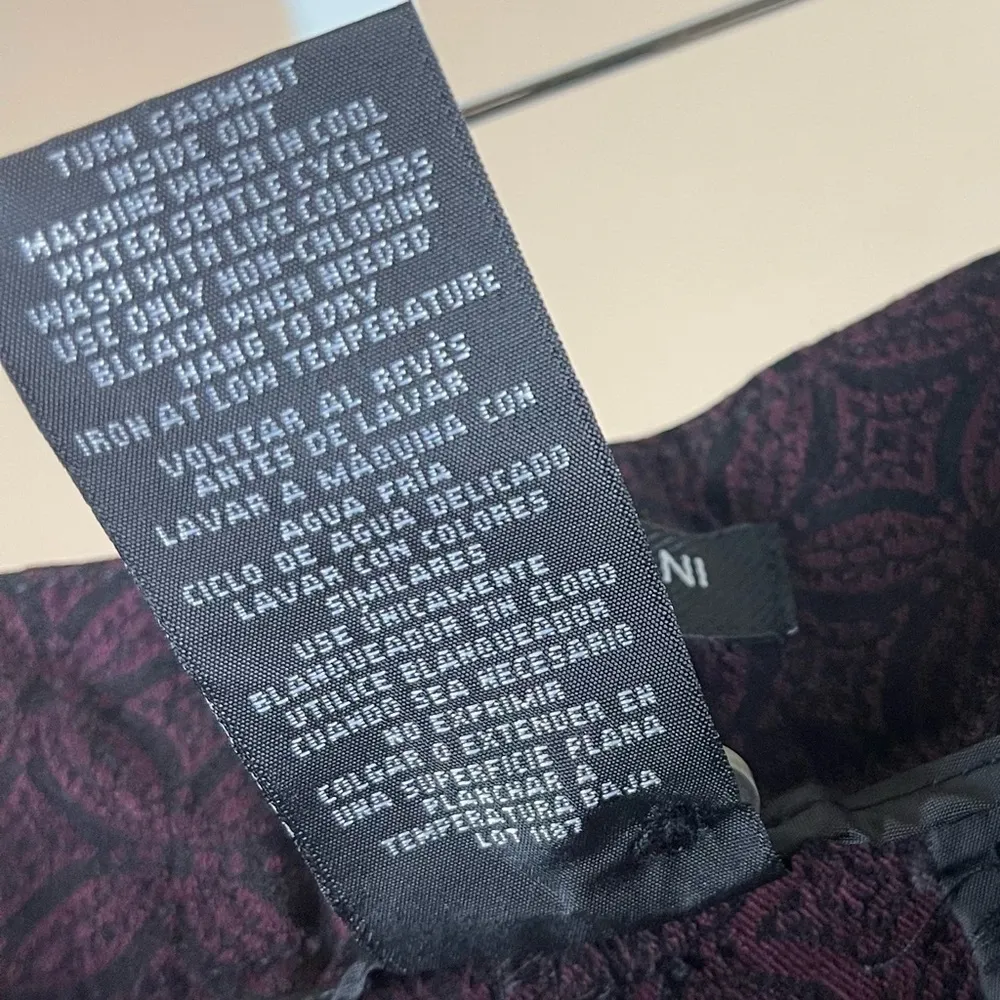 TURN GARMENT
INSIDE OUT
MACHINE WASH IN COOL
WATER GENTLE CYCLE
WASH WITH LIKE COLOURS
USE ONLY NON-CHLORINE
BLEACH WHEN NEEDED
HANG TO DRY
IRON AT LOW TEMPERATURE
VOLTEAR AL REVÉS
ANTES DE LAVAR
LAVAR A MÁQUINA CON
AGUA FRÍA
CICLO DE AGUA DELICADO
LAVAR CON COLORES
SIMILARES
USE ÚNICAMENTE
BLANQUEADOR SIN CLORO
UTILICE BLANQUEADOR
CUANDO SEA NECESARIO
NO EXPRIMIR
COLGAR O EXTENDER EN
UNA SUPERFICIE PLANA
PLANCHAR A
TEMPERATURA BAJA
LOT 1187
NI